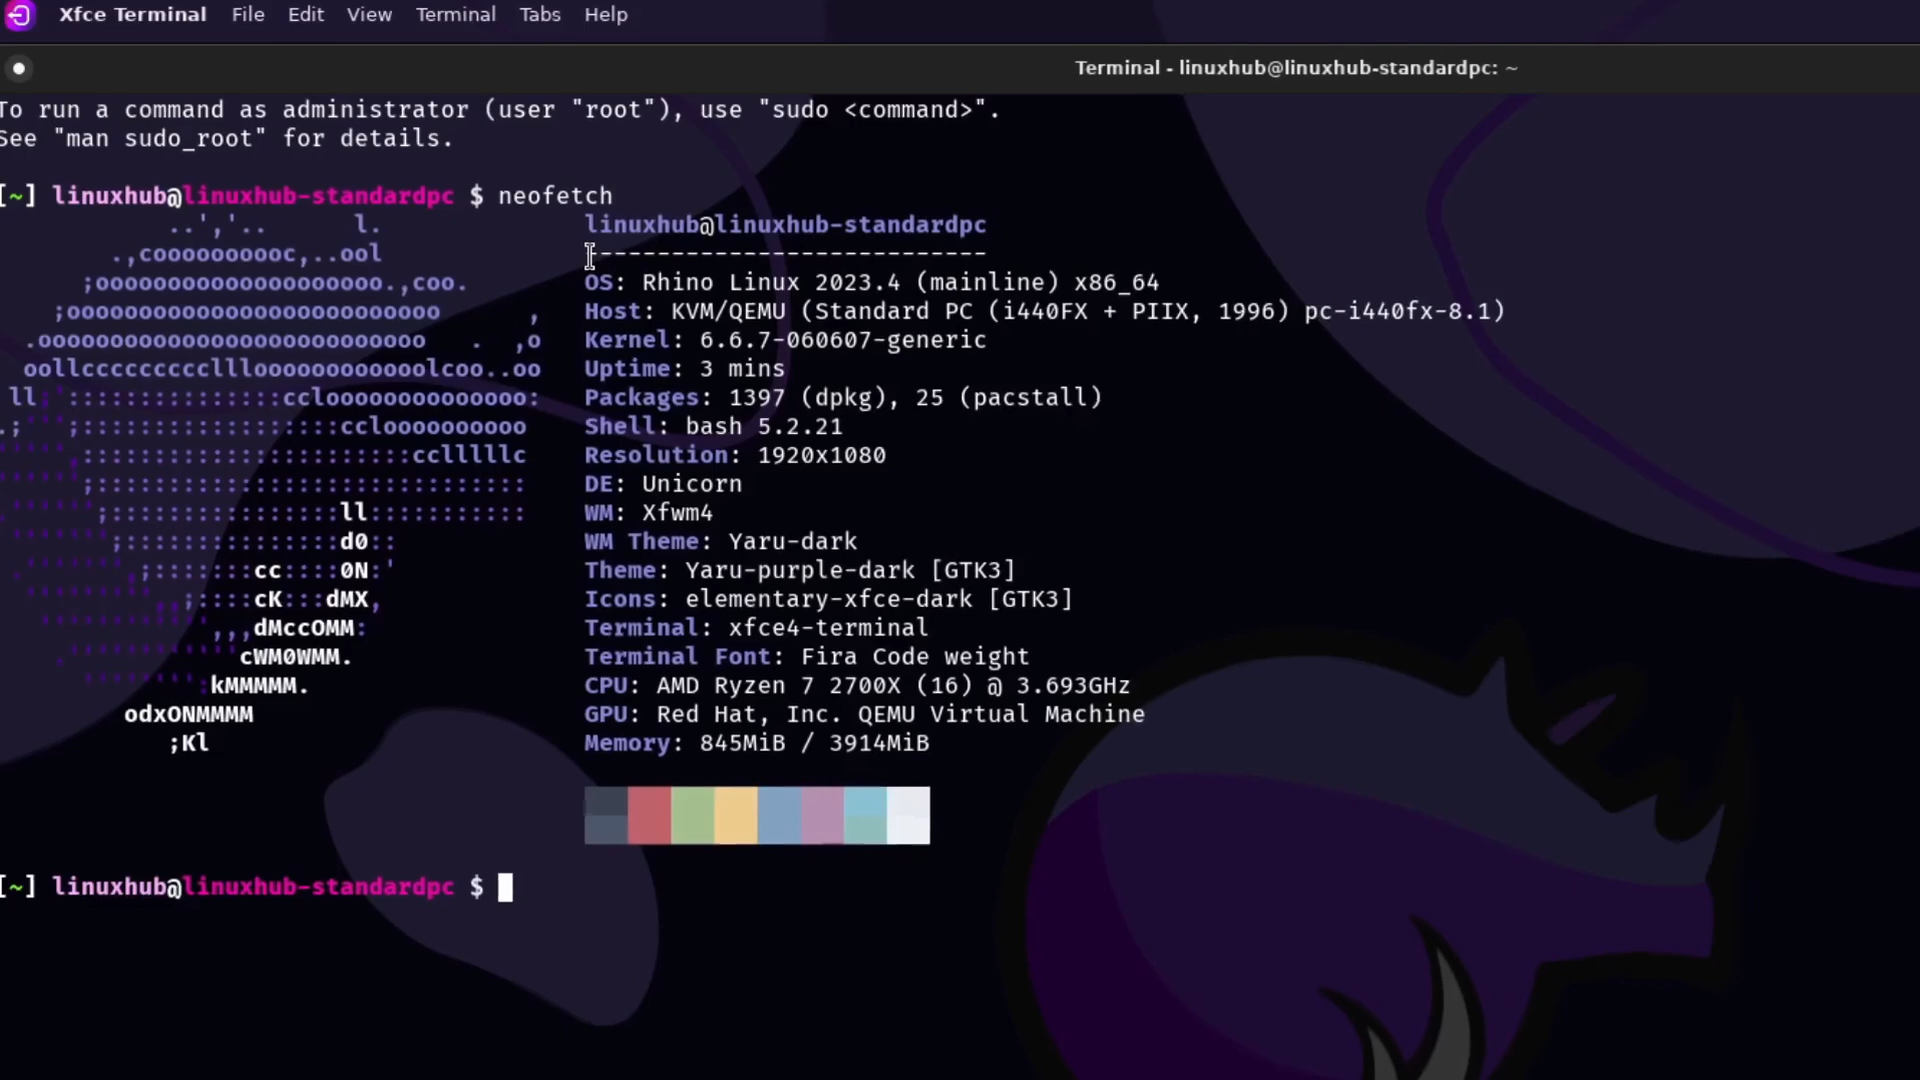 Xfce Terminal File Edit View Terminal Tabs Help
Terminal - linuxhub@linuxhub-standardpc: ~
To run a command as administrator (user "root"), use "sudo <command>".
See "man sudo_root" for details.
[~] linuxhub@linuxhub-standardpc $ neofetch
linuxhub@linuxhub-standardpc
----------------------------
OS: Rhino Linux 2023.4 (mainline) x86_64
Host: KVM/QEMU (Standard PC (i440FX + PIIX, 1996) pc-i440fx-8.1)
Kernel: 6.6.7-060607-generic
Uptime: 3 mins
Packages: 1397 (dpkg), 25 (pacstall)
Shell: bash 5.2.21
Resolution: 1920x1080
DE: Unicorn
WM: Xfwm4
WM Theme: Yaru-dark
Theme: Yaru-purple-dark [GTK3]
Icons: elementary-xfce-dark [GTK3]
Terminal: xfce4-terminal
Terminal Font: Fira Code weight
CPU: AMD Ryzen 7 2700X (16) @ 3.693GHz
GPU: Red Hat, Inc. QEMU Virtual Machine
Memory: 845MiB / 3914MiB
[~] linuxhub@linuxhub-standardpc $